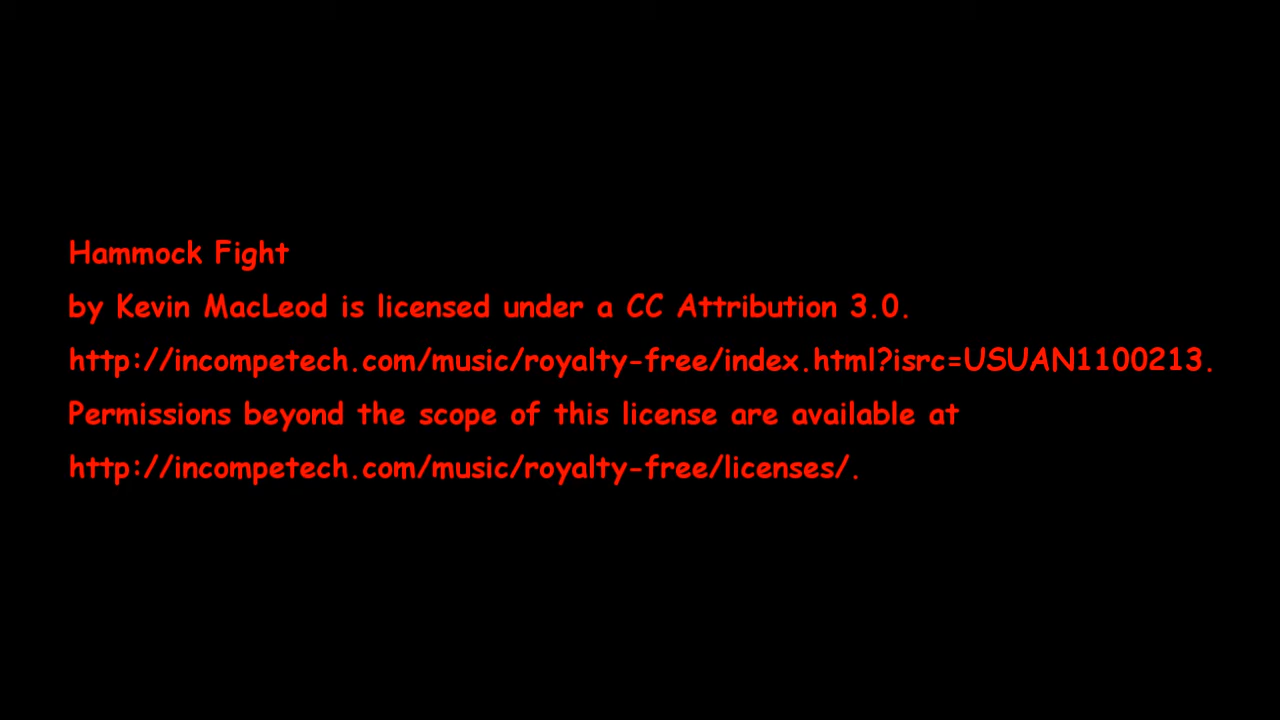 Hammock Fight
by Kevin MacLeod is licensed under a CC Attribution 3.0.
http://incompetech.com/music/royalty-free/index.html?isrc=USUAN1100213.
Permissions beyond the scope of this license are available at
http://incompetech.com/music/royalty-free/licenses/.